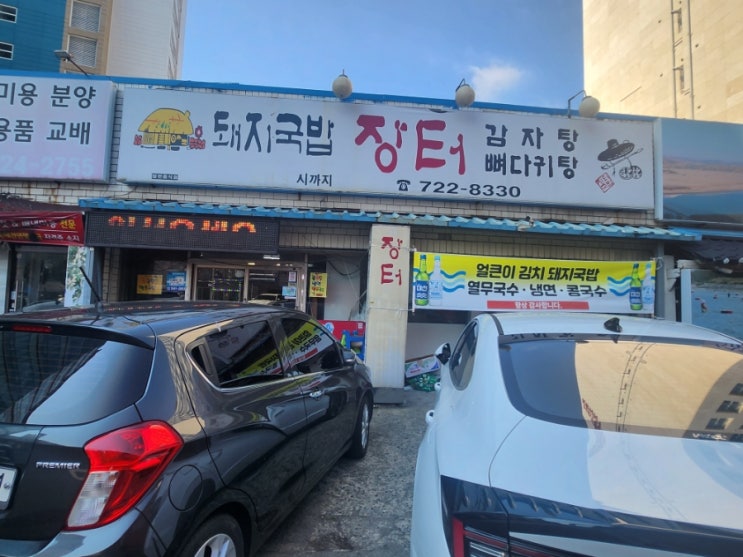 미용 분양
용품 교배
24-2755
돼지국밥
장터
감자탕
뼈다귀탕
시까지
☎ 722-8330
장터
얼큰이 김치 돼지국밥
열무국수·냉면·콩국수
항상 감사합니다.
PREMIER